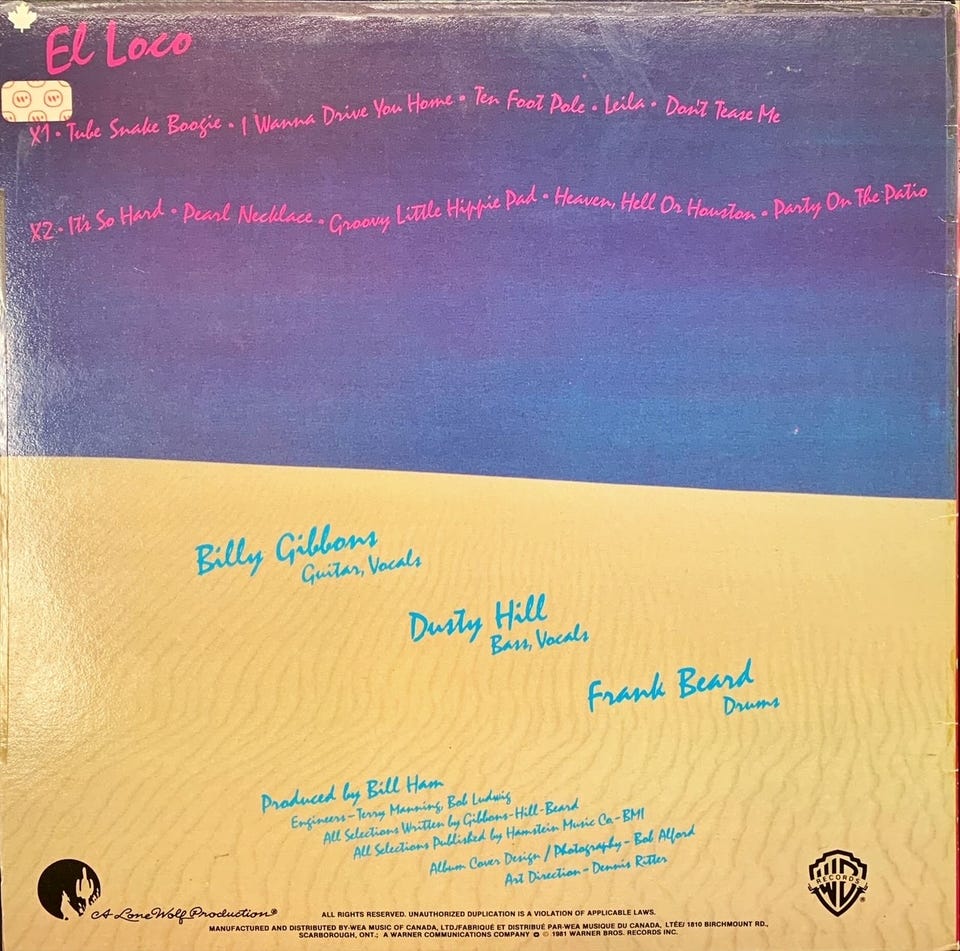 El Loco
X1 • Tube Snake Boogie • I Wanna Drive You Home • Ten Foot Pole • Leila • Don't Tease Me
X2 • It's So Hard • Pearl Necklace • Groovy Little Hippie Pad • Heaven, Hell Or Houston • Party On The Patio
Billy Gibbons
Guitar, Vocals
Dusty Hill
Bass, Vocals
Frank Beard
Drums
Produced by Bill Ham
Engineers – Terry Manning, Bob Ludwig
All Selections Written by Gibbons-Hill-Beard
All Selections Published by Hamstein Music Co.-BMI
Album Cover Design / Photography – Bob Alford
Art Direction – Dennis Ritter
A Lone Wolf Production®
W RECORDS ®
ALL RIGHTS RESERVED. UNAUTHORIZED DUPLICATION IS A VIOLATION OF APPLICABLE LAWS.
MANUFACTURED AND DISTRIBUTED BY-WEA MUSIC OF CANADA, LTD./FABRIQUÉ ET DISTRIBUÉ PAR-WEA MUSIQUE DU CANADA, LTÉE/ 1810 BIRCHMOUNT RD.,
SCARBOROUGH, ONT.; A WARNER COMMUNICATIONS COMPANY © 1981 WARNER BROS. RECORDS INC.